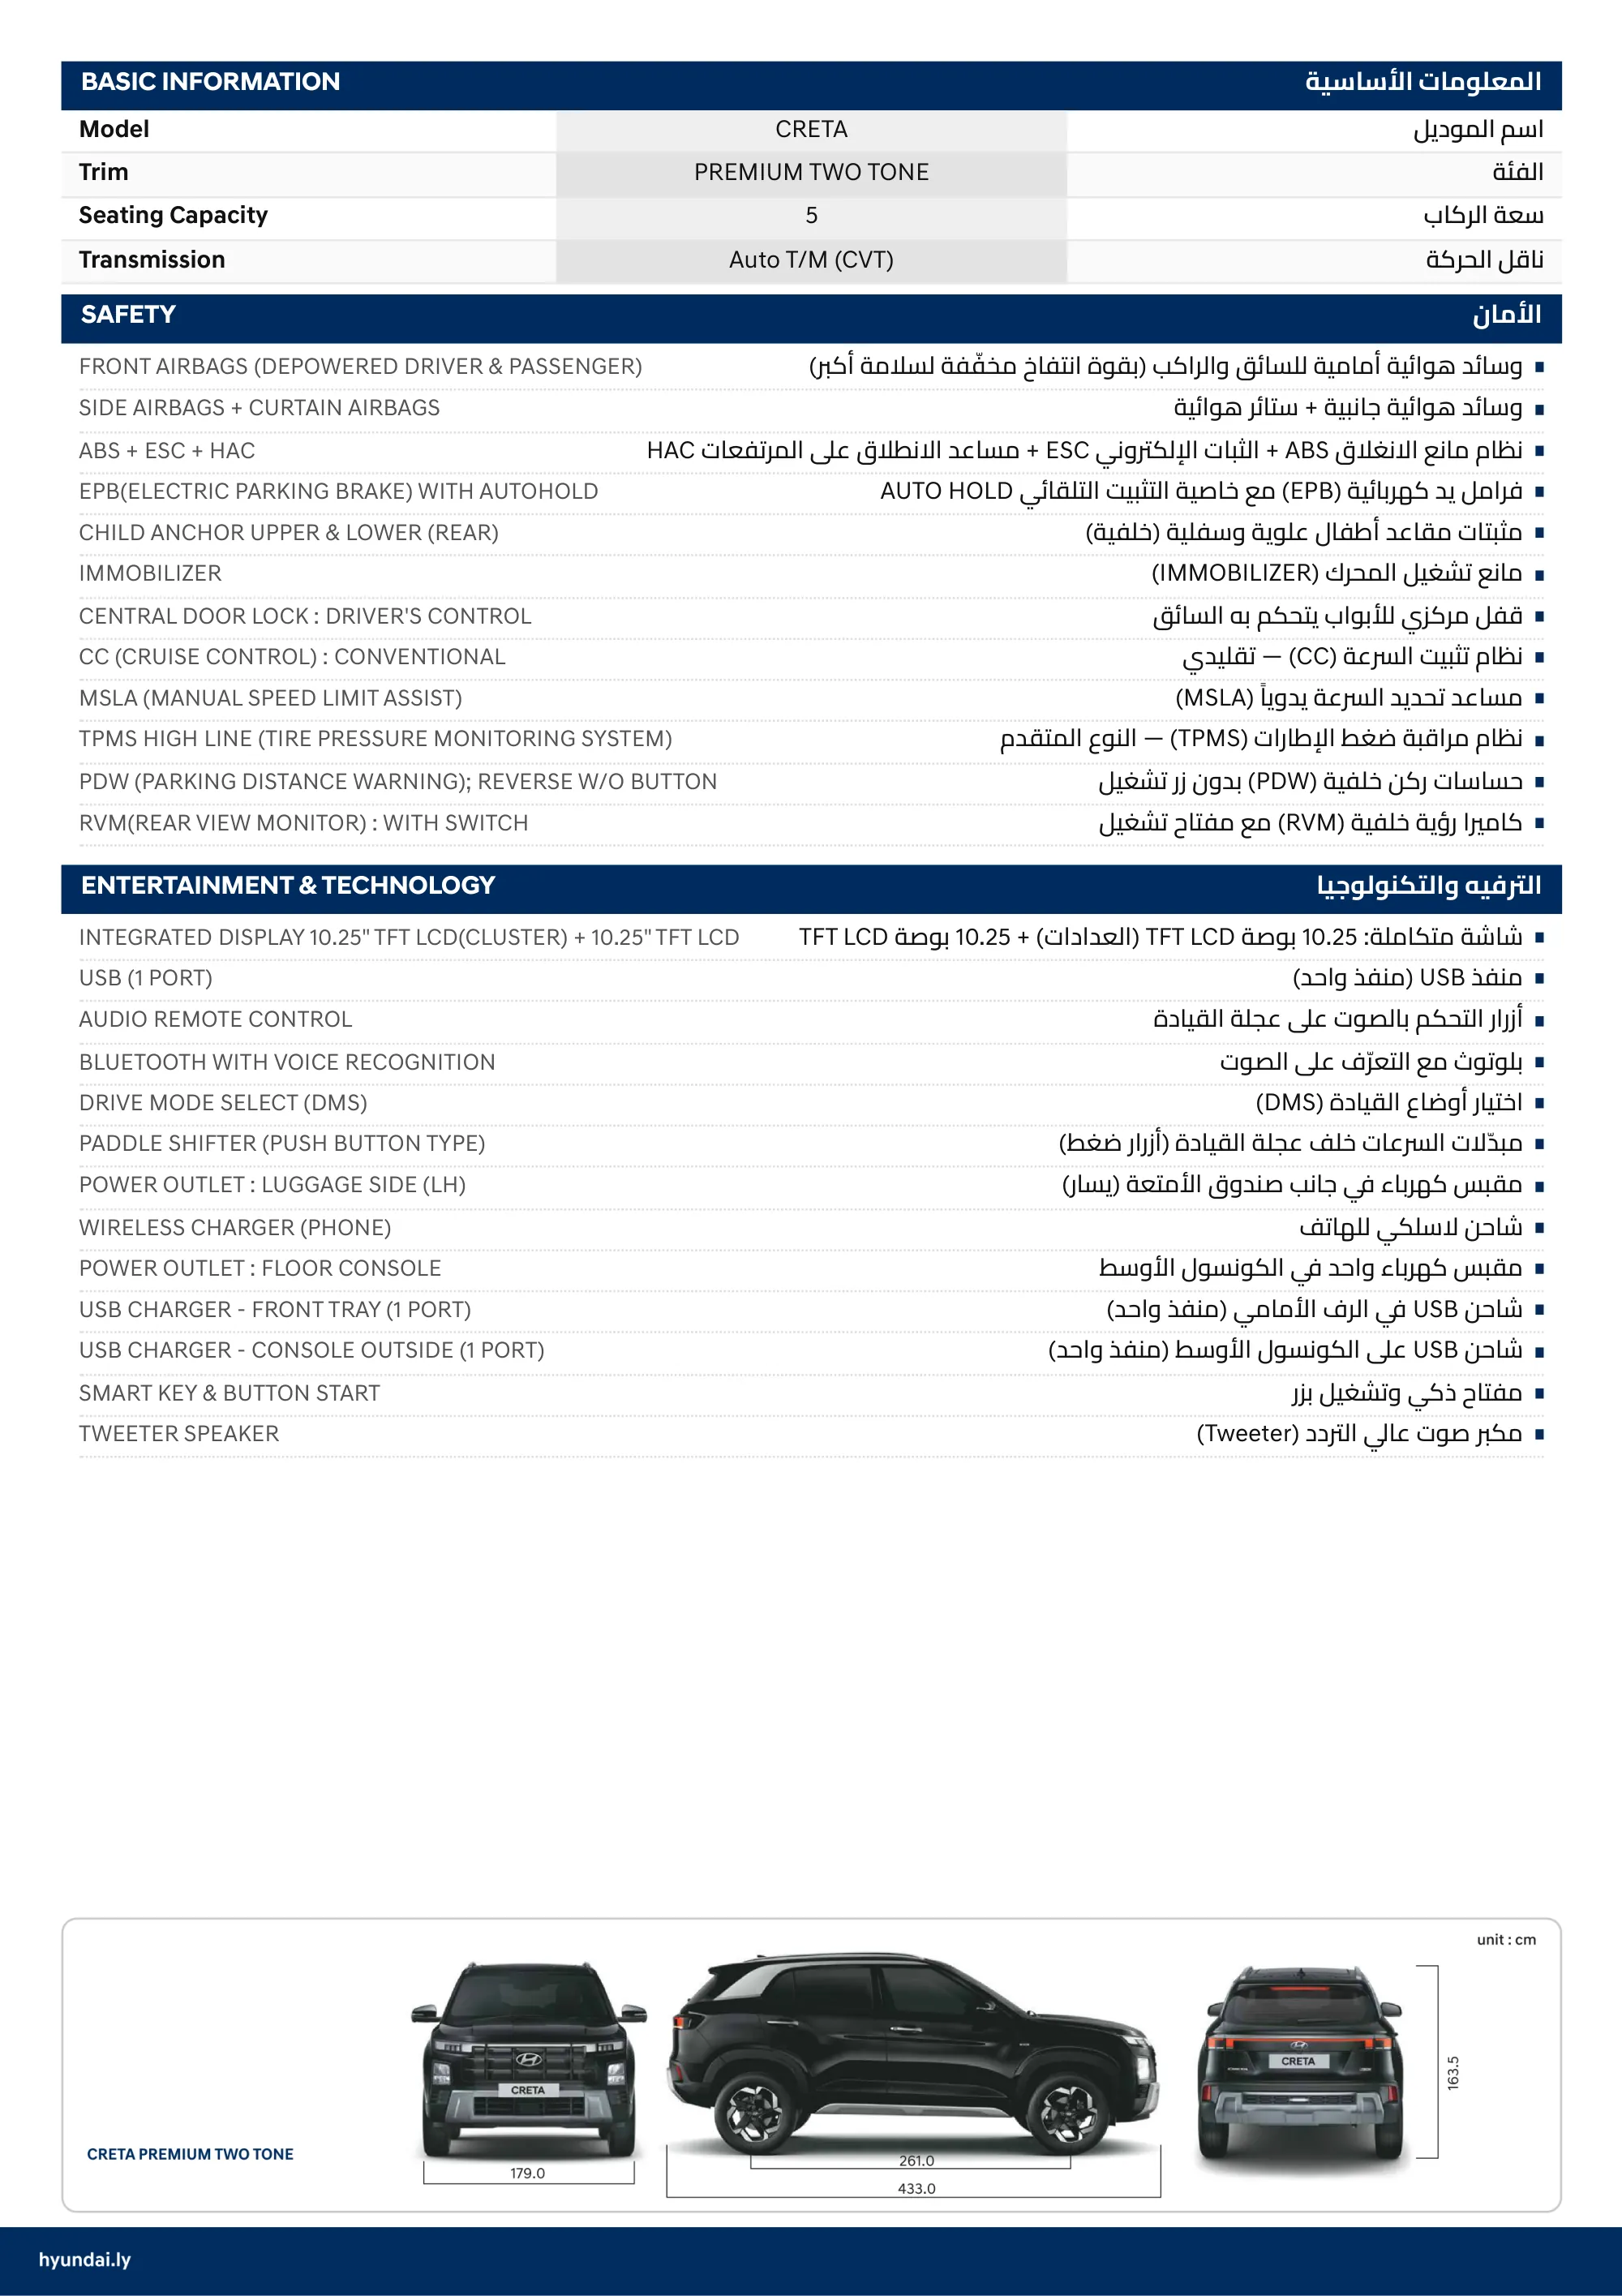 BASIC INFORMATION المعلومات الأساسية
Model CRETA اسم الموديل
Trim PREMIUM TWO TONE الفئة
Seating Capacity 5 سعة الركاب
Transmission Auto T/M (CVT) ناقل الحركة
SAFETY الأمان
FRONT AIRBAGS (DEPOWERED DRIVER & PASSENGER) وسائد هوائية أمامية للسائق والراكب (بقوة انتفاخ مخفّفة لسلامة أكبر)
SIDE AIRBAGS + CURTAIN AIRBAGS وسائد هوائية جانبية + ستائر هوائية
ABS + ESC + HAC نظام مانع الانغلاق ABS + الثبات الإلكتروني ESC + مساعد الانطلاق على المرتفعات HAC
EPB(ELECTRIC PARKING BRAKE) WITH AUTOHOLD فرامل يد كهربائية (EPB) مع خاصية التثبيت التلقائي AUTO HOLD
CHILD ANCHOR UPPER & LOWER (REAR) مثبتات مقاعد أطفال علوية وسفلية (خلفية)
IMMOBILIZER مانع تشغيل المحرك (IMMOBILIZER)
CENTRAL DOOR LOCK : DRIVER'S CONTROL قفل مركزي للأبواب يتحكم به السائق
CC (CRUISE CONTROL) : CONVENTIONAL نظام تثبيت السرعة (CC) — تقليدي
MSLA (MANUAL SPEED LIMIT ASSIST) مساعد تحديد السرعة يدوياً (MSLA)
TPMS HIGH LINE (TIRE PRESSURE MONITORING SYSTEM) نظام مراقبة ضغط الإطارات (TPMS) — النوع المتقدم
PDW (PARKING DISTANCE WARNING); REVERSE W/O BUTTON حساسات ركن خلفية (PDW) بدون زر تشغيل
RVM(REAR VIEW MONITOR) : WITH SWITCH كاميرا رؤية خلفية (RVM) مع مفتاح تشغيل
ENTERTAINMENT & TECHNOLOGY الترفيه والتكنولوجيا
INTEGRATED DISPLAY 10.25" TFT LCD(CLUSTER) + 10.25" TFT LCD شاشة متكاملة: 10.25 بوصة TFT LCD (العدادات) + 10.25 بوصة TFT LCD
USB (1 PORT) منفذ USB (منفذ واحد)
AUDIO REMOTE CONTROL أزرار التحكم بالصوت على عجلة القيادة
BLUETOOTH WITH VOICE RECOGNITION بلوتوث مع التعرّف على الصوت
DRIVE MODE SELECT (DMS) اختيار أوضاع القيادة (DMS)
PADDLE SHIFTER (PUSH BUTTON TYPE) مبدّلات السرعات خلف عجلة القيادة (أزرار ضغط)
POWER OUTLET : LUGGAGE SIDE (LH) مقبس كهرباء في جانب صندوق الأمتعة (يسار)
WIRELESS CHARGER (PHONE) شاحن لاسلكي للهاتف
POWER OUTLET : FLOOR CONSOLE مقبس كهرباء واحد في الكونسول الأوسط
USB CHARGER - FRONT TRAY (1 PORT) شاحن USB في الرف الأمامي (منفذ واحد)
USB CHARGER - CONSOLE OUTSIDE (1 PORT) شاحن USB على الكونسول الأوسط (منفذ واحد)
SMART KEY & BUTTON START مفتاح ذكي وتشغيل بزر
TWEETER SPEAKER مكبر صوت عالي التردد (Tweeter)
unit : cm
CRETA
CRETA
163.5
CRETA PREMIUM TWO TONE
261.0
179.0
433.0
hyundai.ly